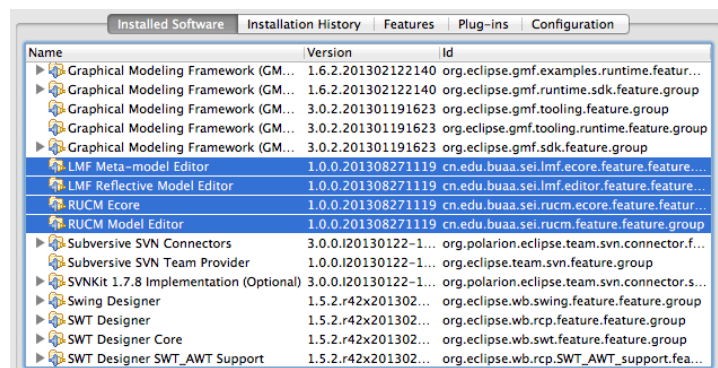 Installed Software Installation History Features Plug-ins Configuration
Name Version Id
Graphical Modeling Framework (GM... 1.6.2.201302122140 org.eclipse.gmf.examples.runtime.featur...
Graphical Modeling Framework (GM... 1.6.2.201302122140 org.eclipse.gmf.runtime.sdk.feature.group
Graphical Modeling Framework (GM... 3.0.2.201301191623 org.eclipse.gmf.tooling.feature.group
Graphical Modeling Framework (GM... 3.0.2.201301191623 org.eclipse.gmf.tooling.runtime.feature.group
Graphical Modeling Framework (GM... 3.0.2.201301191623 org.eclipse.gmf.sdk.feature.group
LMF Meta-model Editor 1.0.0.201308271119 cn.edu.buaa.sei.lmf.ecore.feature.feature....
LMF Reflective Model Editor 1.0.0.201308271119 cn.edu.buaa.sei.lmf.editor.feature.feature...
RUCM Ecore 1.0.0.201308271119 cn.edu.buaa.sei.rucm.ecore.feature.featur...
RUCM Model Editor 1.0.0.201308271119 cn.edu.buaa.sei.rucm.feature.feature.group
Subversive SVN Connectors 3.0.0.I20130122-1... org.polarion.eclipse.team.svn.connector.f...
Subversive SVN Team Provider 1.0.0.I20130122-1... org.eclipse.team.svn.feature.group
SVNKit 1.7.8 Implementation (Optional) 3.0.0.I20130122-1... org.polarion.eclipse.team.svn.connector.s...
Swing Designer 1.5.2.r42x201302... org.eclipse.wb.swing.feature.feature.group
SWT Designer 1.5.2.r42x201302... org.eclipse.wb.rcp.feature.feature.group
SWT Designer Core 1.5.2.r42x201302... org.eclipse.wb.swt.feature.feature.group
SWT Designer SWT_AWT Support 1.5.2.r42x201302... org.eclipse.wb.rcp.SWT_AWT_support.fea...